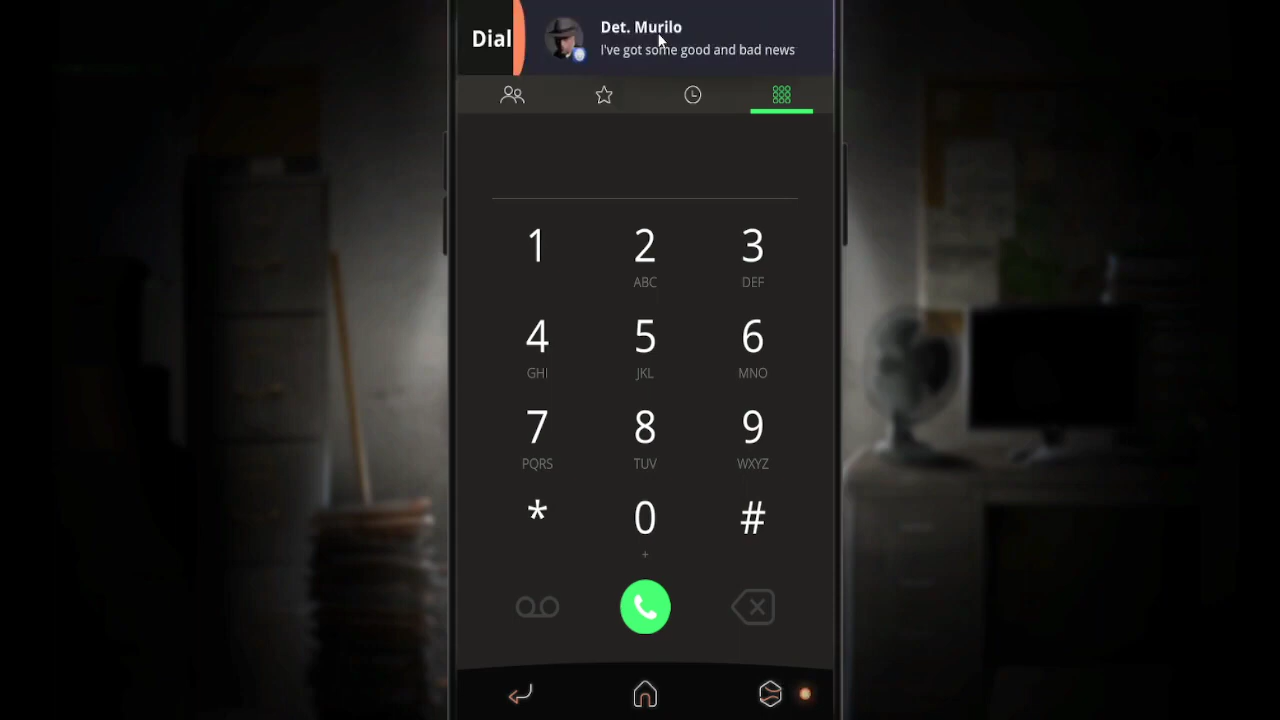 Dial
Det. Murilo
I've got some good and bad news
1 2 3
ABC DEF
4 5 6
GHI JKL MNO
7 8 9
PQRS TUV WXYZ
* 0 #
+